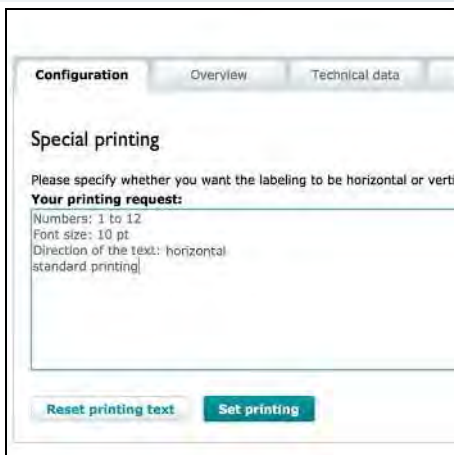 Configuration Overview Technical data
Special printing
Please specify whether you want the labeling to be horizontal or verti
Your printing request:
Numbers: 1 to 12
Font size: 10 pt
Direction of the text: horizontal
standard printing
Reset printing text Set printing